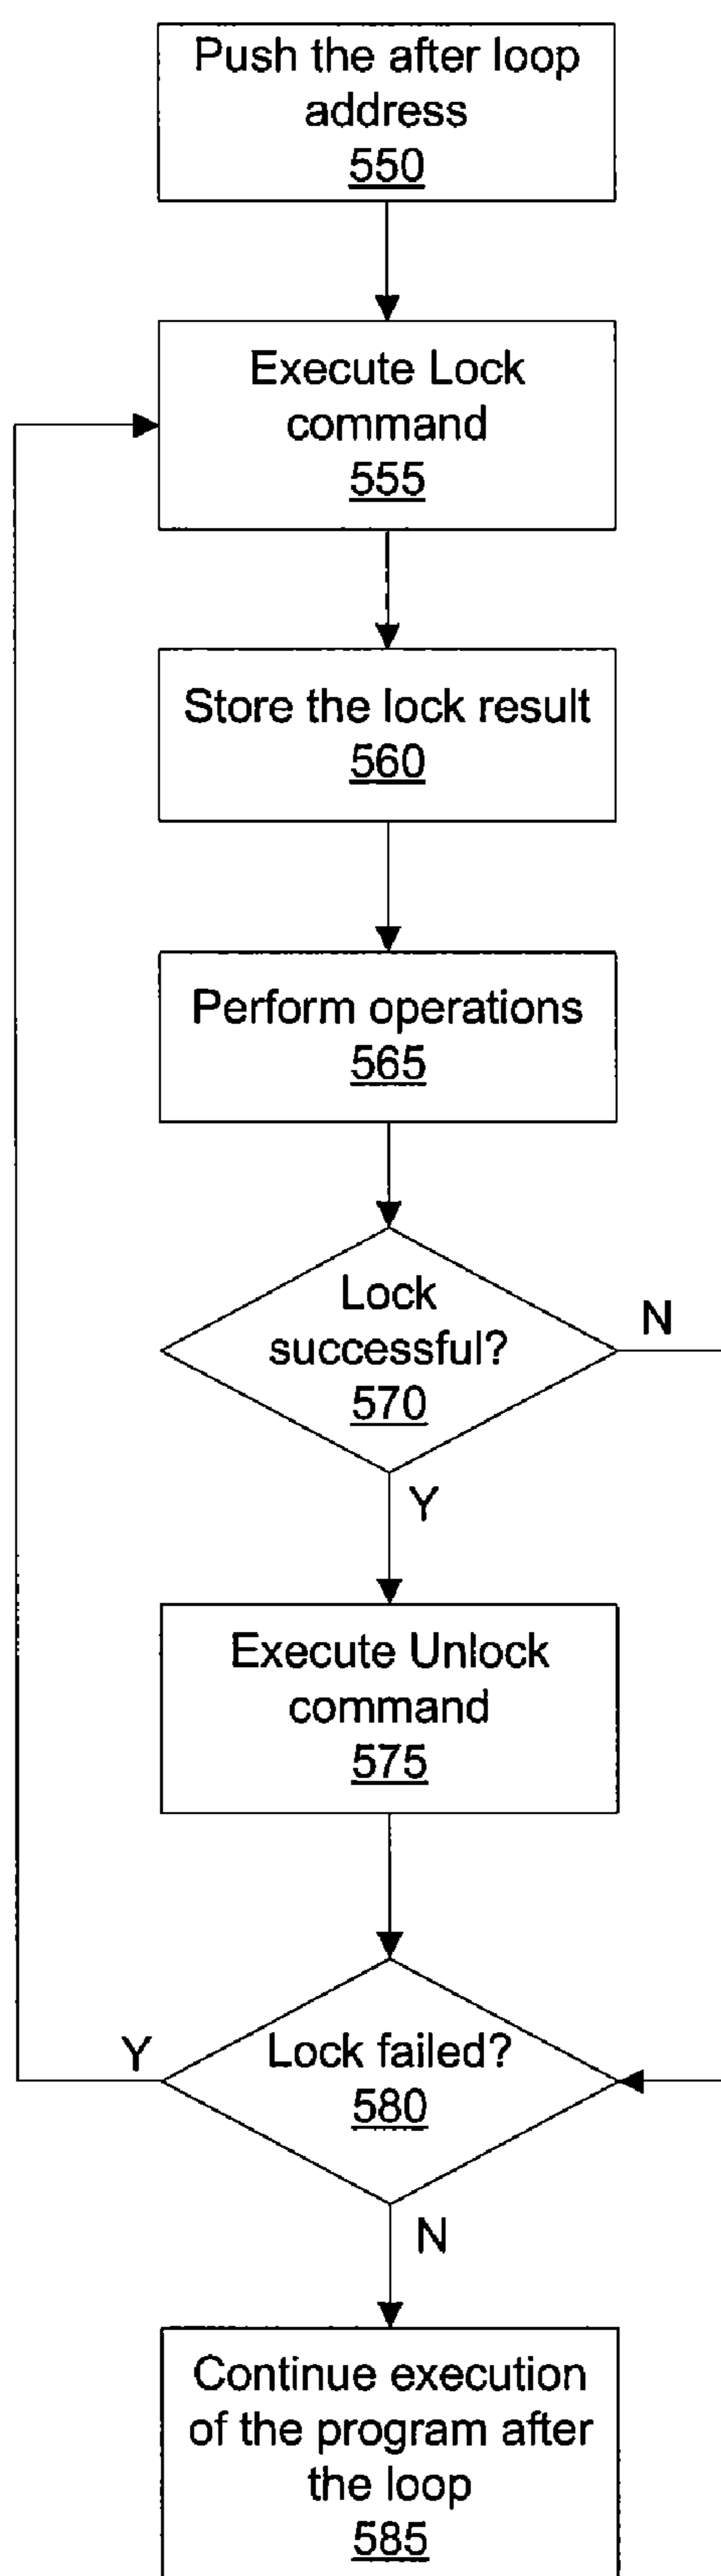 Push the after loop
address
550
Execute Lock
command
555
Store the lock result
560
Perform operations
565
Lock
successful?
570
N
Y
Execute Unlock
command
575
Lock failed?
580
Y
N
Continue execution
of the program after
the loop
585